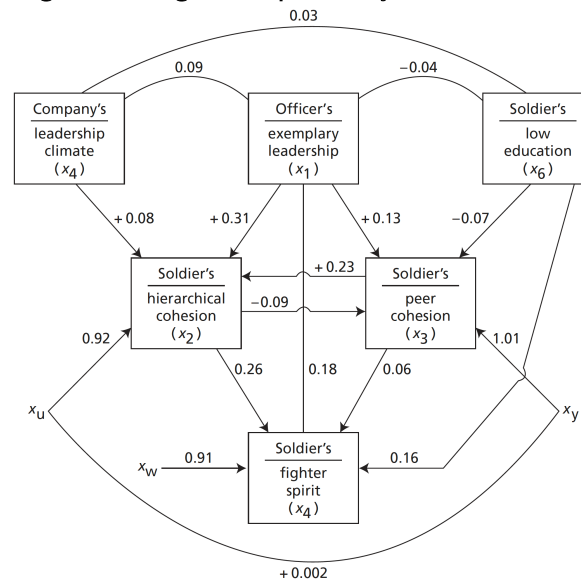 0.03
0.09
−0.04
Company's
leadership
climate
(x4)
Officer's
exemplary
leadership
(x1)
Soldier's
low
education
(x6)
+ 0.08
+ 0.31
+ 0.13
−0.07
Soldier's
hierarchical
cohesion
(x2)
+ 0.23
−0.09
Soldier's
peer
cohesion
(x3)
0.92
1.01
0.26
0.18
0.06
xu
xy
Soldier's
fighter
spirit
(x4)
xw
0.91
0.16
+ 0.002